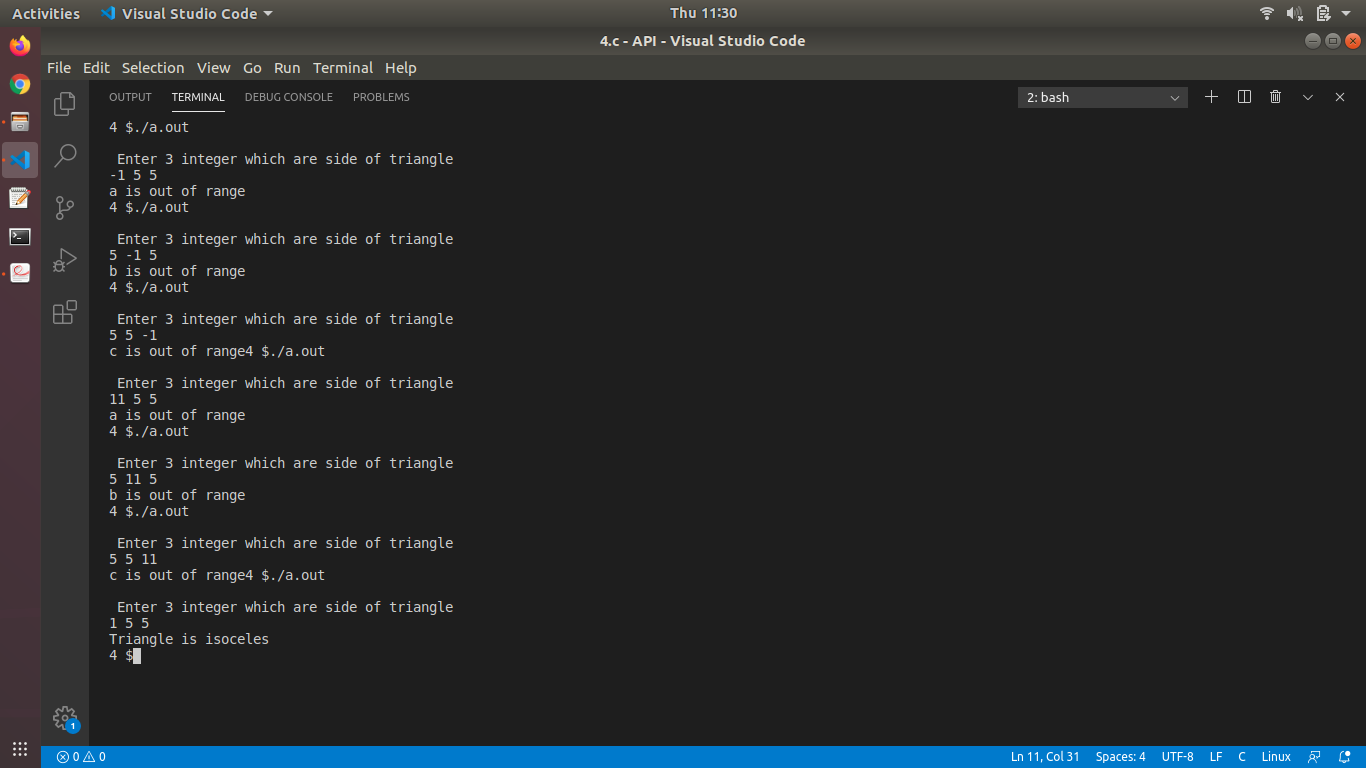 Activities Visual Studio Code Thu 11:30
4.c - API - Visual Studio Code
File Edit Selection View Go Run Terminal Help
OUTPUT TERMINAL DEBUG CONSOLE PROBLEMS 2: bash
4 $./a.out
Enter 3 integer which are side of triangle
-1 5 5
a is out of range
4 $./a.out
Enter 3 integer which are side of triangle
5 -1 5
b is out of range
4 $./a.out
Enter 3 integer which are side of triangle
5 5 -1
c is out of range4 $./a.out
Enter 3 integer which are side of triangle
11 5 5
a is out of range
4 $./a.out
Enter 3 integer which are side of triangle
5 11 5
b is out of range
4 $./a.out
Enter 3 integer which are side of triangle
5 5 11
c is out of range4 $./a.out
Enter 3 integer which are side of triangle
1 5 5
Triangle is isoceles
4 $
1
0 0 Ln 11, Col 31 Spaces: 4 UTF-8 LF C Linux